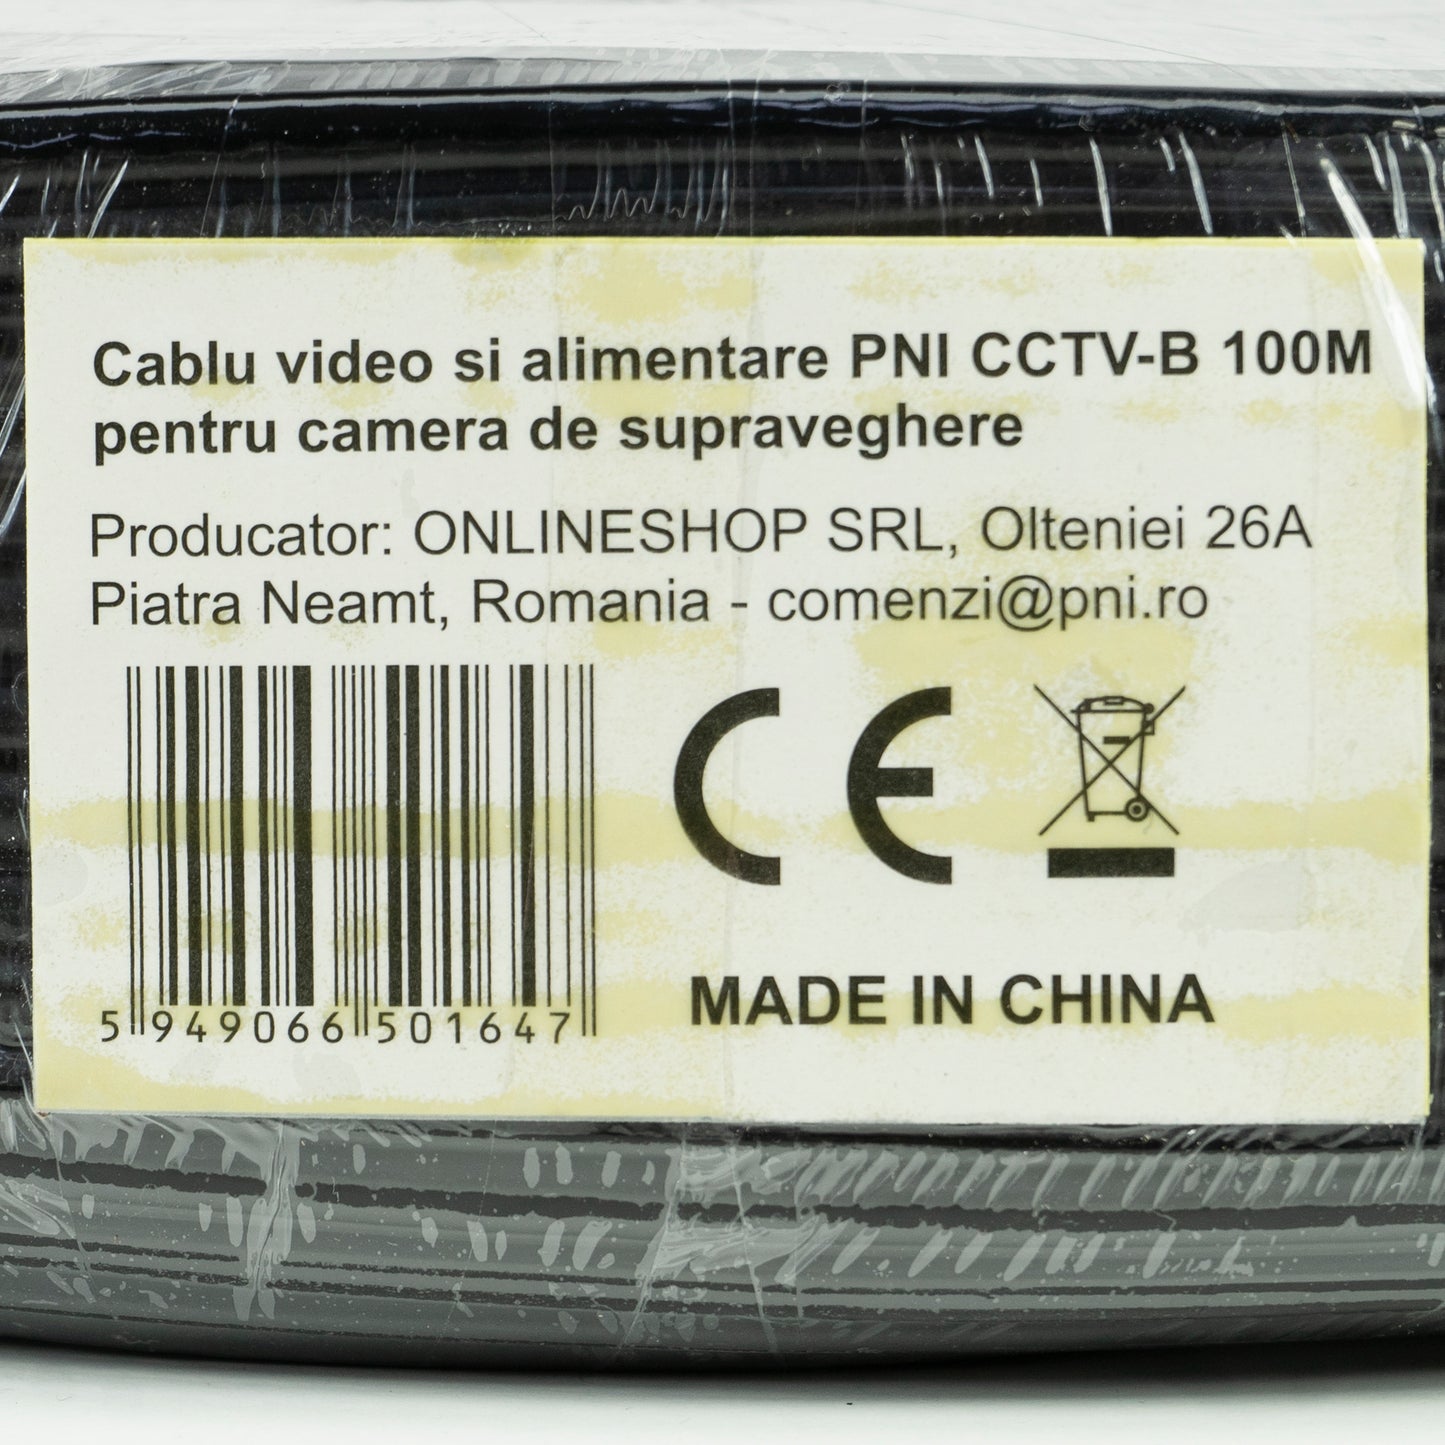 Cablu video si alimentare PNI CCTV-B 100M
pentru camera de supraveghere
Producator: ONLINESHOP SRL, Olteniei 26A
Piatra Neamt, Romania - comenzi@pni.ro
CE
5 949066 501647
MADE IN CHINA